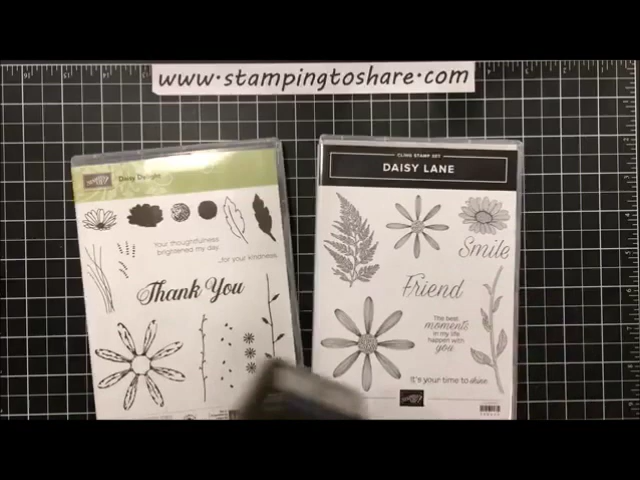 www.stampingtoshare.com
Daisy Delight
Your thoughtfulness
brightened my day.
...for your kindness.
Thank You
CLING STAMP SET
DAISY LANE
Smile
Friend
The best
moments
in my life
happen with
you.
It's your time to shine.